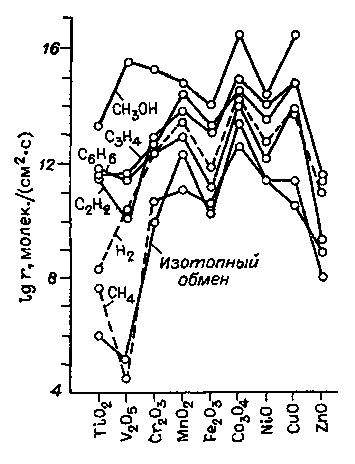 lg r, молек./(см²·с)
16
12
8
4
CH₃OH
C₃H₄
C₆H₆
C₂H₂
H₂
CH₄
Изотопный
обмен
TiO₂
V₂O₅
Cr₂O₃
MnO₂
Fe₂O₃
Co₃O₄
NiO
CuO
ZnO